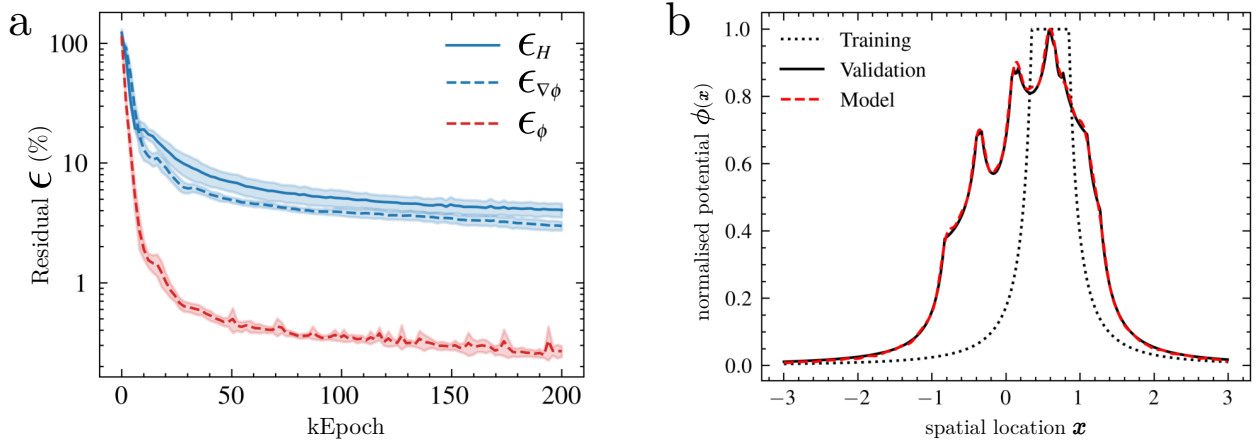 a
100
10
1
Residual ϵ (%)
ϵ_H
ϵ_∇ϕ
ϵ_ϕ
0 50 100 150 200
kEpoch
b
1.0
0.8
0.6
0.4
0.2
0.0
normalised potential ϕ(x)
Training
Validation
Model
−3 −2 −1 0 1 2 3
spatial location x